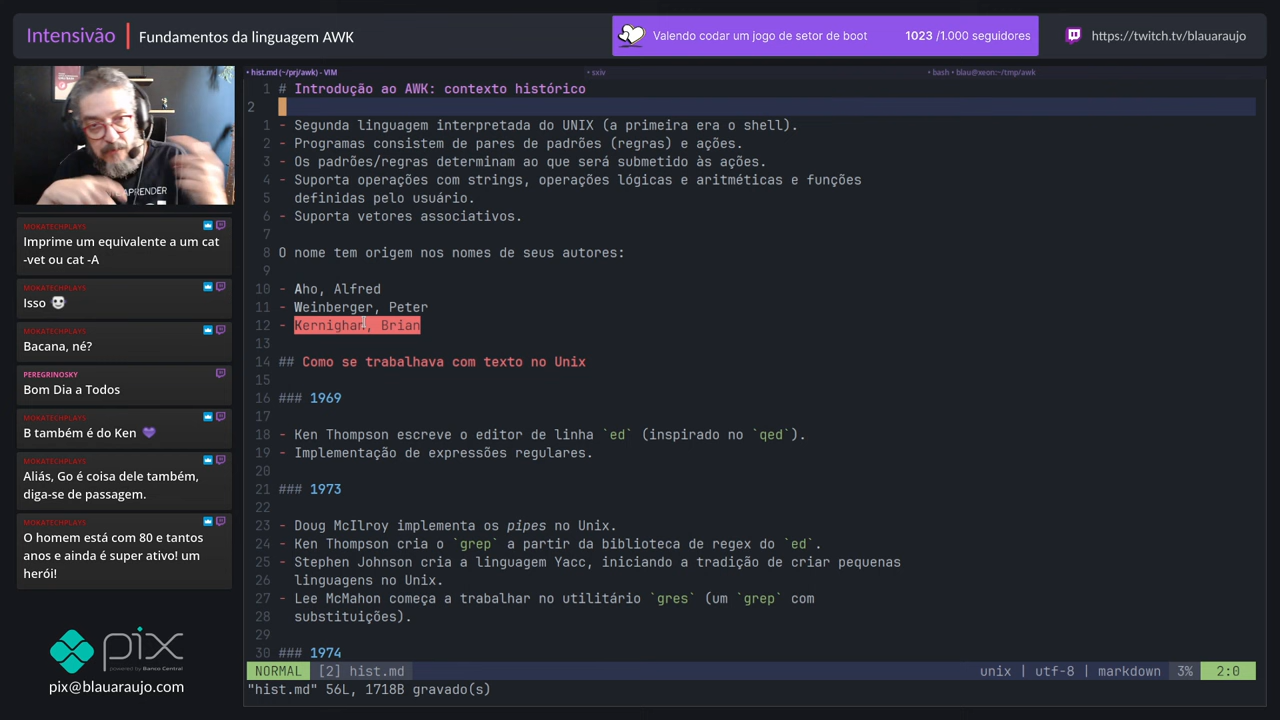 Intensivão | Fundamentos da linguagem AWK
Valendo codar um jogo de setor de boot 1023 /1.000 seguidores
https://twitch.tv/blauaraujo
APRENDER
MOKATECHPLAYS
Imprime um equivalente a um cat
-vet ou cat -A
MOKATECHPLAYS
Isso
MOKATECHPLAYS
Bacana, né?
PEREGRINOSKY
Bom Dia a Todos
MOKATECHPLAYS
B também é do Ken
MOKATECHPLAYS
Aliás, Go é coisa dele também,
diga-se de passagem.
MOKATECHPLAYS
O homem está com 80 e tantos
anos e ainda é super ativo! um
herói!
pix
powered by Banco Central
pix@blauaraujo.com
• hist.md (~/prj/awk) - VIM • sxiv • bash - blau@xeon:~/tmp/awk
1 # Introdução ao AWK: contexto histórico
2
1 - Segunda linguagem interpretada do UNIX (a primeira era o shell).
2 - Programas consistem de pares de padrões (regras) e ações.
3 - Os padrões/regras determinam ao que será submetido às ações.
4 - Suporta operações com strings, operações lógicas e aritméticas e funções
5 definidas pelo usuário.
6 - Suporta vetores associativos.
7
8 O nome tem origem nos nomes de seus autores:
9
10 - Aho, Alfred
11 - Weinberger, Peter
12 - Kernighan, Brian
13
14 ## Como se trabalhava com texto no Unix
15
16 ### 1969
17
18 - Ken Thompson escreve o editor de linha `ed` (inspirado no `qed`).
19 - Implementação de expressões regulares.
20
21 ### 1973
22
23 - Doug McIlroy implementa os pipes no Unix.
24 - Ken Thompson cria o `grep` a partir da biblioteca de regex do `ed`.
25 - Stephen Johnson cria a linguagem Yacc, iniciando a tradição de criar pequenas
26 linguagens no Unix.
27 - Lee McMahon começa a trabalhar no utilitário `gres` (um `grep` com
28 substituições).
29
30 ### 1974
NORMAL [2] hist.md unix | utf-8 | markdown 3% 2:0
"hist.md" 56L, 1718B gravado(s)